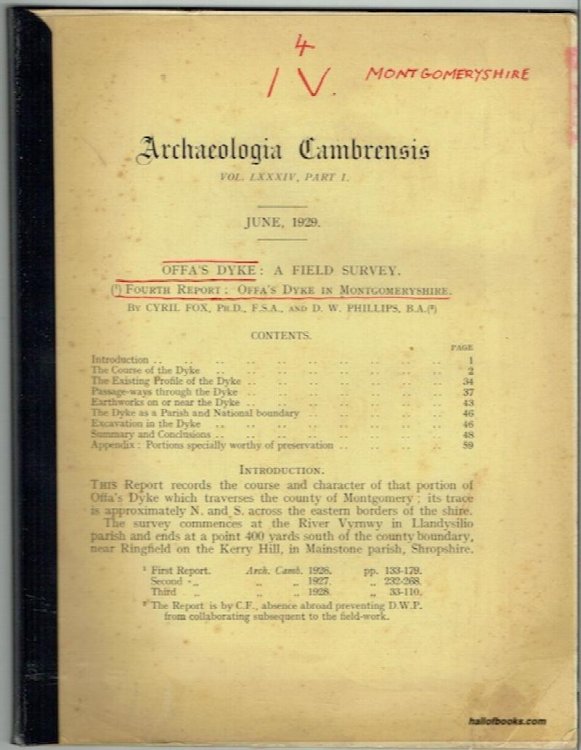 4
IV.
MONTGOMERYSHIRE
Archaeologia Cambrensis
VOL. LXXXIV, PART I.
JUNE, 1929.
OFFA'S DYKE: A FIELD SURVEY.
(¹) FOURTH REPORT: OFFA'S DYKE IN MONTGOMERYSHIRE.
BY CYRIL FOX, PH.D., F.S.A., AND D. W. PHILLIPS, B.A.(²)
CONTENTS.
PAGE
Introduction .. .. .. .. .. .. .. .. 1
The Course of the Dyke .. .. .. .. .. .. 2
The Existing Profile of the Dyke .. .. .. .. .. 34
Passage-ways through the Dyke .. .. .. .. .. 37
Earthworks on or near the Dyke .. .. .. .. .. 43
The Dyke as a Parish and National boundary .. .. .. 46
Excavation in the Dyke .. .. .. .. .. .. 46
Summary and Conclusions .. .. .. .. .. .. 48
Appendix: Portions specially worthy of preservation .. .. .. 59
INTRODUCTION.
THIS Report records the course and character of that portion of
Offa's Dyke which traverses the county of Montgomery; its trace
is approximately N. and S. across the eastern borders of the shire.
The survey commences at the River Vyrnwy in Llandysilio
parish and ends at a point 400 yards south of the county boundary,
near Ringfield on the Kerry Hill, in Mainstone parish, Shropshire.
¹ First Report. Arch. Camb. 1926. pp. 133-179.
Second „ „ „ 1927. „ 232-268.
Third „ „ „ 1928. „ 33-110.
² The Report is by C.F., absence abroad preventing D.W.P.
from collaborating subsequent to the field-work.
hallofbooks.com